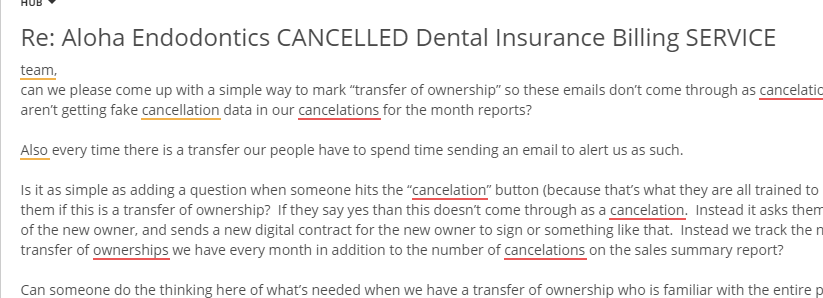 HUB
Re: Aloha Endodontics CANCELLED Dental Insurance Billing SERVICE
team,
can we please come up with a simple way to mark “transfer of ownership” so these emails don’t come through as
aren’t getting fake cancellation data in our cancelations for the month reports?
Also every time there is a transfer our people have to spend time sending an email to alert us as such.
Is it as simple as adding a question when someone hits the “cancelation” button (because that’s what they are all trained to
them if this is a transfer of ownership? If they say yes than this doesn’t come through as a cancelation. Instead it asks them
of the new owner, and sends a new digital contract for the new owner to sign or something like that. Instead we track the
transfer of ownerships we have every month in addition to the number of cancelations on the sales summary report?
Can someone do the thinking here of what’s needed when we have a transfer of ownership who is familiar with the entire